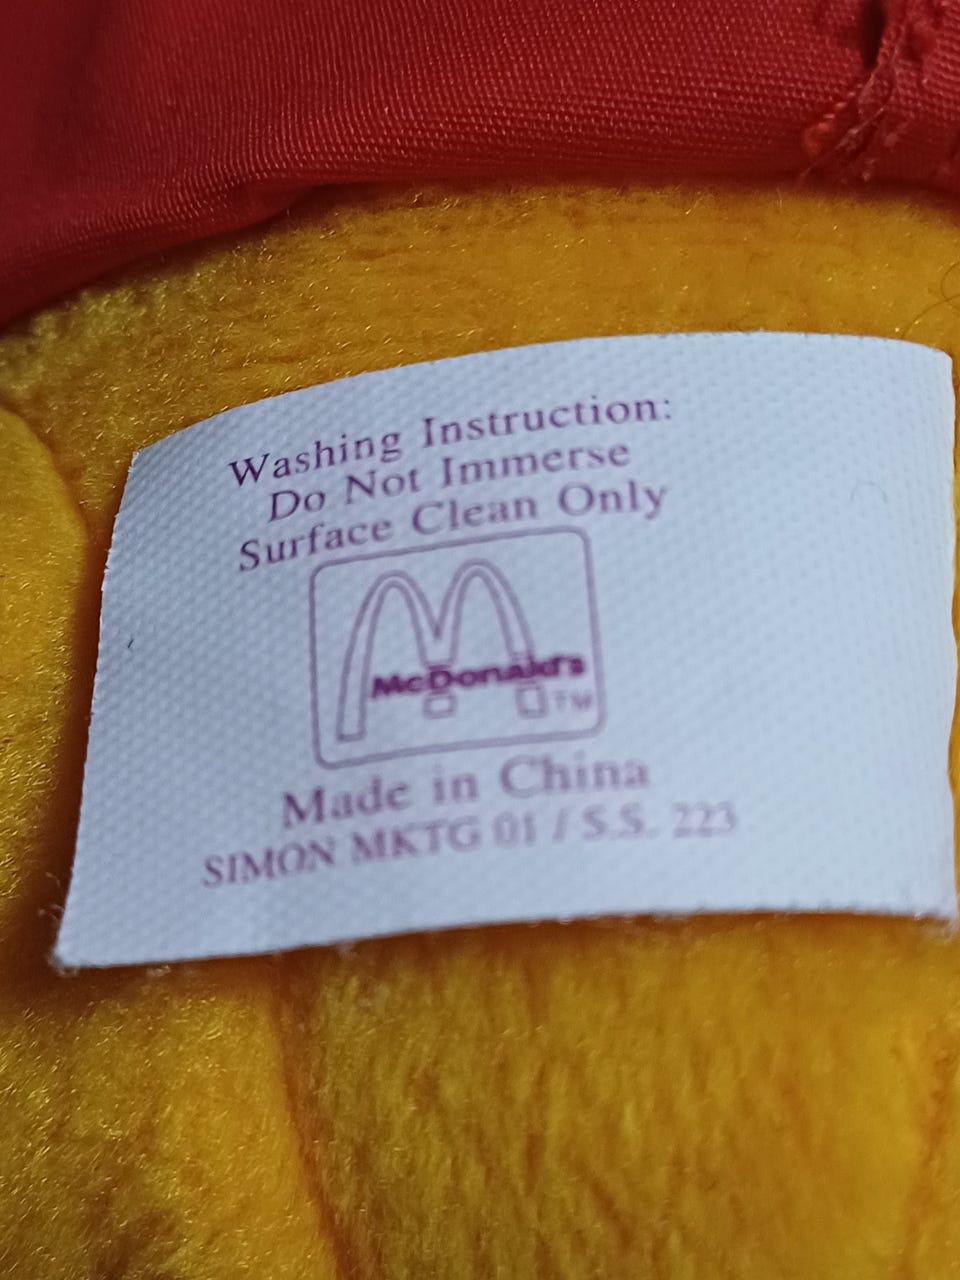 Washing Instruction:
Do Not Immerse
Surface Clean Only
McDonald's
TM
Made in China
SIMON MKTG 01 / S.S. 223